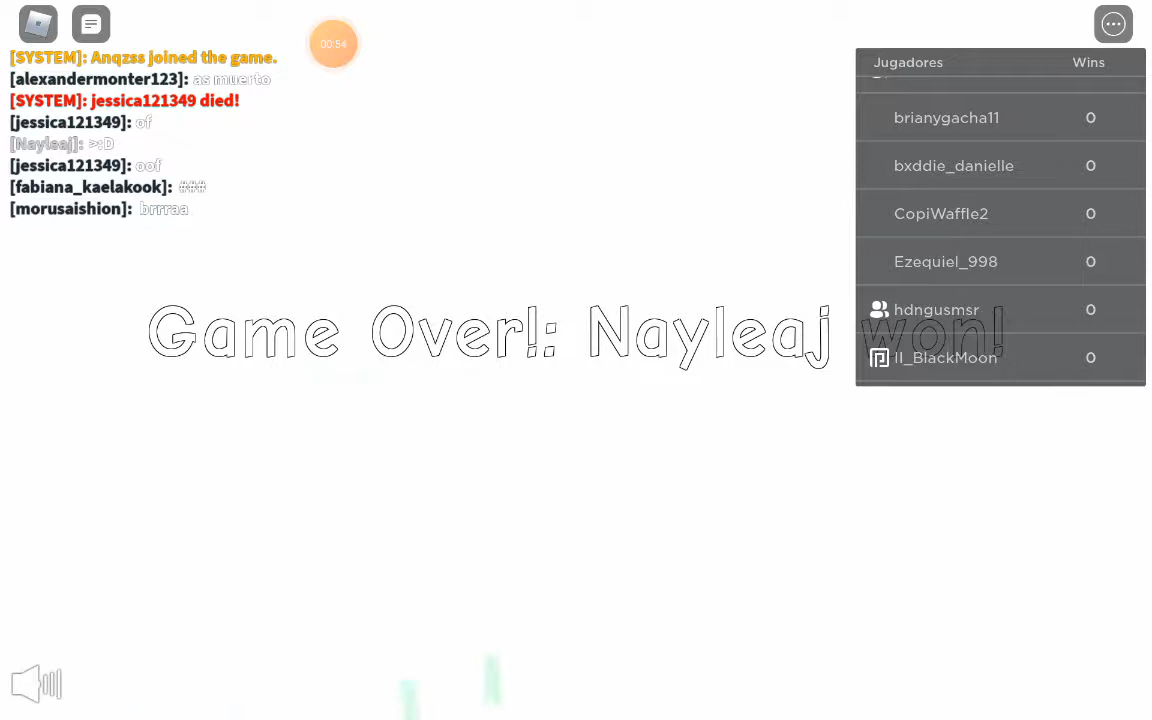 00:54
[SYSTEM]: Anqzss joined the game.
[alexandermonter123]: as muerto
[SYSTEM]: jessica121349 died!
[jessica121349]: of
[Nayleaj]: >:D
[jessica121349]: oof
[fabiana_kaelakook]: ###
[morusaishion]: brrraa
Jugadores Wins
brianygacha11 0
bxddie_danielle 0
CopiWaffle2 0
Ezequiel_998 0
hdngusmsr 0
II_BlackMoon 0
Game Over!: Nayleaj won!